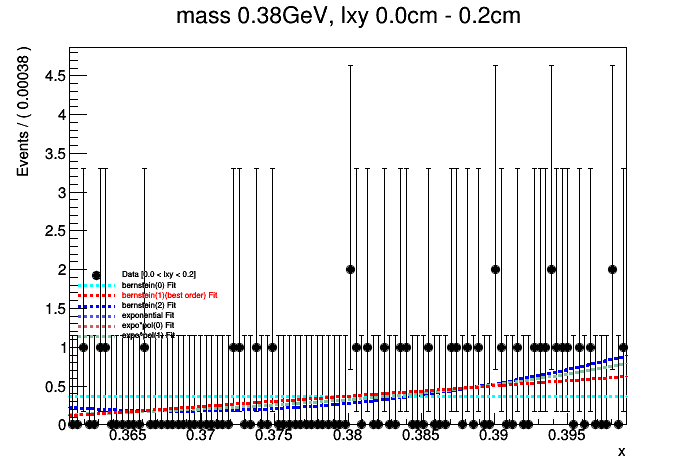 mass 0.38GeV, lxy 0.0cm - 0.2cm
Events / ( 0.00038 )
4.5
4
3.5
3
2.5
2
1.5
1
0.5
0
Data [0.0 < lxy < 0.2]
bernstein(0) Fit
bernstein(1)(best order) Fit
bernstein(2) Fit
exponential Fit
expo*pol(0) Fit
expo*pol(1) Fit
0.365 0.37 0.375 0.38 0.385 0.39 0.395
x